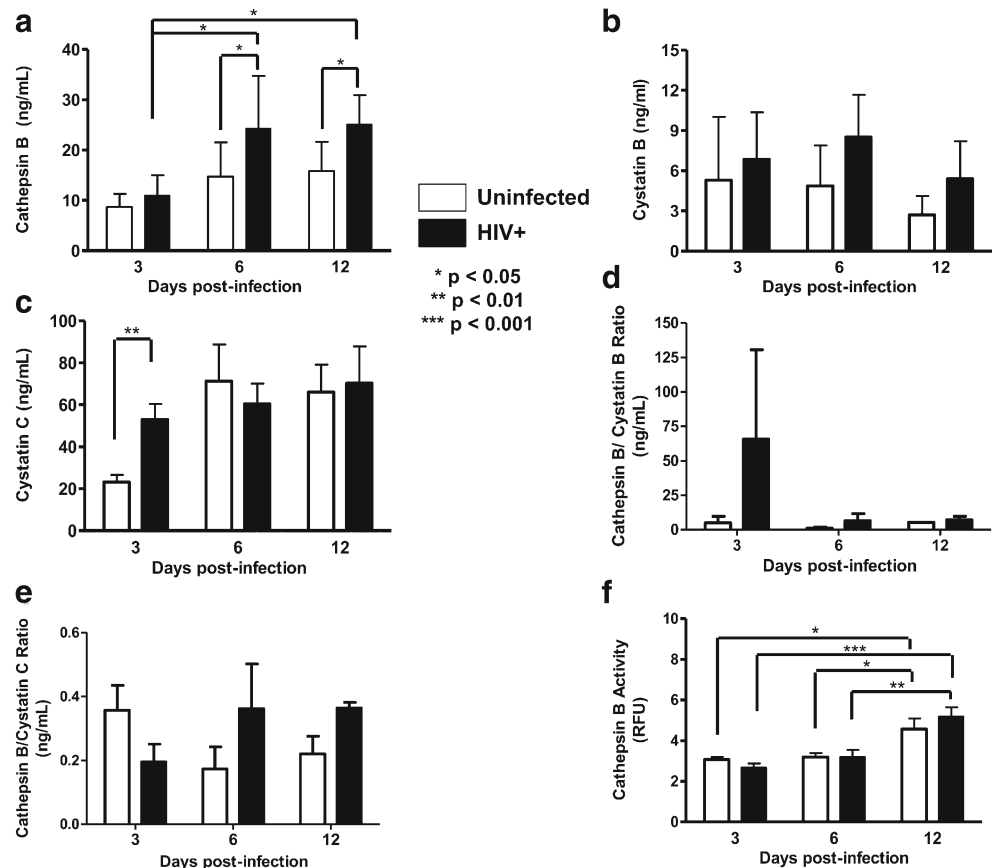 a
Cathepsin B (ng/mL)
40
30
20
10
0
*
*
*
*
3 6 12
Days post-infection
Uninfected
HIV+
* p < 0.05
** p < 0.01
*** p < 0.001
b
Cystatin B (ng/ml)
15
12
9
6
3
0
3 6 12
Days post-infection
c
Cystatin C (ng/mL)
100
80
60
40
20
0
**
3 6 12
Days post-infection
d
Cathepsin B/ Cystatin B Ratio
(ng/mL)
150
125
100
75
50
25
0
3 6 12
Days post-infection
e
Cathepsin B/Cystatin C Ratio
(ng/mL)
0.6
0.4
0.2
0.0
3 6 12
Days post-infection
f
Cathepsin B Activity
(RFU)
10
8
6
4
2
0
*
***
*
**
3 6 12
Days post-infection